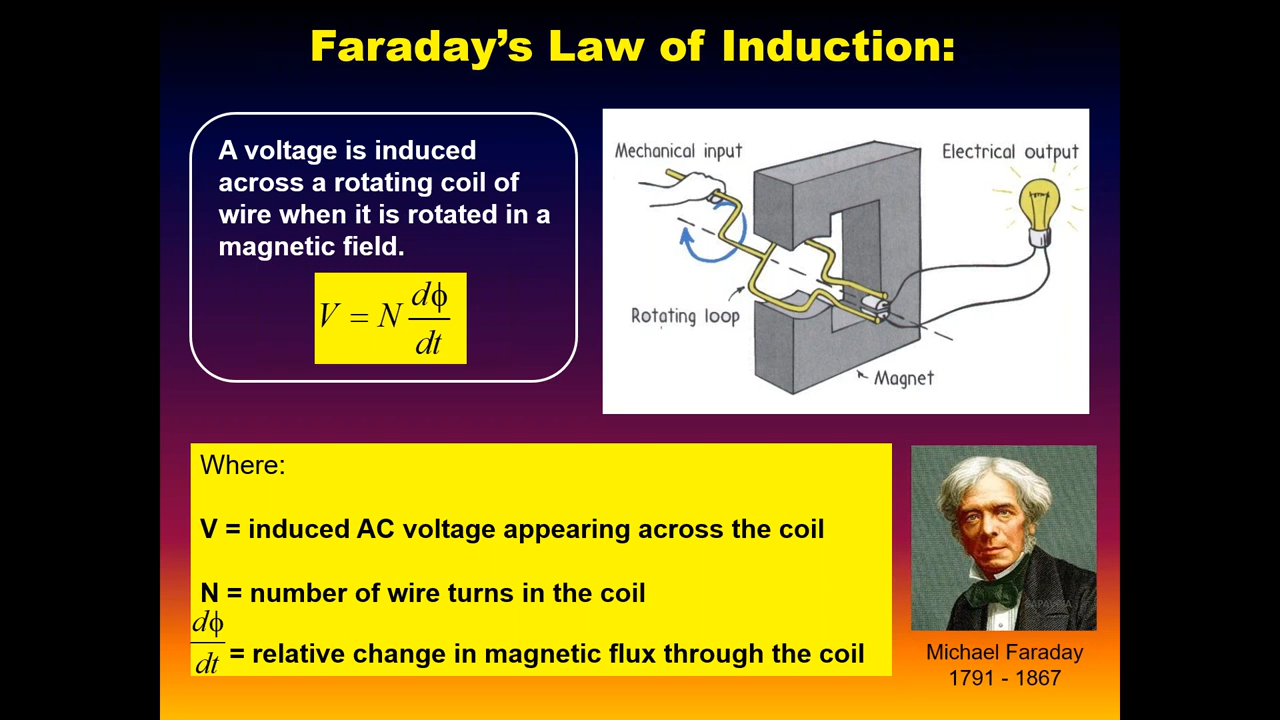 Faraday’s Law of Induction:
A voltage is induced
across a rotating coil of
wire when it is rotated in a
magnetic field.
V = N dϕ/dt
Mechanical input
Electrical output
Rotating loop
Magnet
Where:
V = induced AC voltage appearing across the coil
N = number of wire turns in the coil
dϕ/dt = relative change in magnetic flux through the coil
Michael Faraday
1791 - 1867